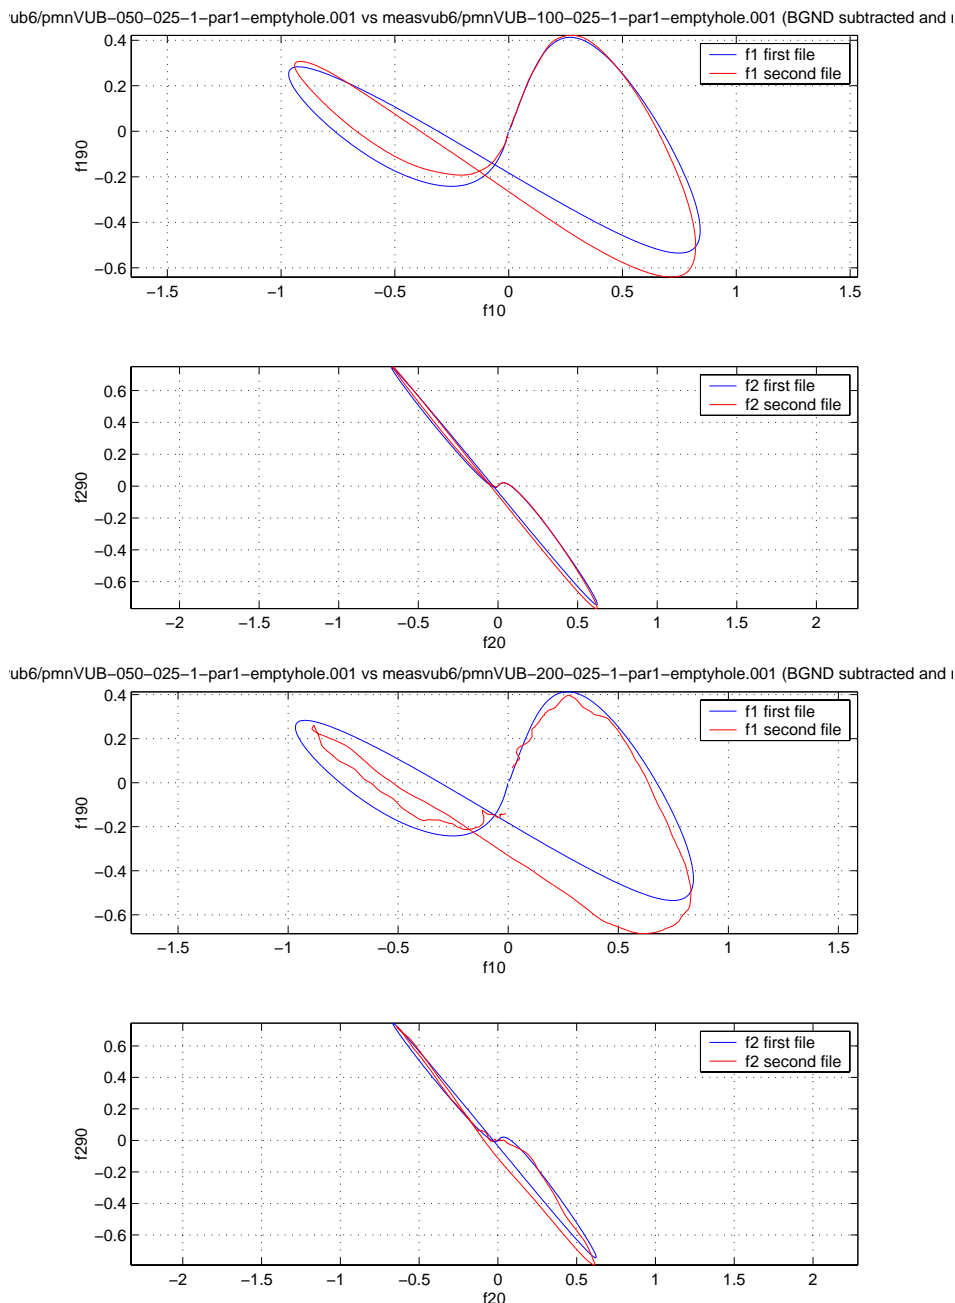 vub6/pmnVUB−050−025−1−par1−emptyhole.001 vs measvub6/pmnVUB−100−025−1−par1−emptyhole.001 (BGND subtracted and
f1 first file
f1 second file
0.4
0.2
0
−0.2
−0.4
−0.6
f190
−1.5 −1 −0.5 0 0.5 1 1.5
f10
f2 first file
f2 second file
0.6
0.4
0.2
0
−0.2
−0.4
−0.6
f290
−2 −1.5 −1 −0.5 0 0.5 1 1.5 2
f20
vub6/pmnVUB−050−025−1−par1−emptyhole.001 vs measvub6/pmnVUB−200−025−1−par1−emptyhole.001 (BGND subtracted and
f1 first file
f1 second file
0.4
0.2
0
−0.2
−0.4
−0.6
f190
−1.5 −1 −0.5 0 0.5 1 1.5
f10
f2 first file
f2 second file
0.6
0.4
0.2
0
−0.2
−0.4
−0.6
f290
−2 −1.5 −1 −0.5 0 0.5 1 1.5 2
f20